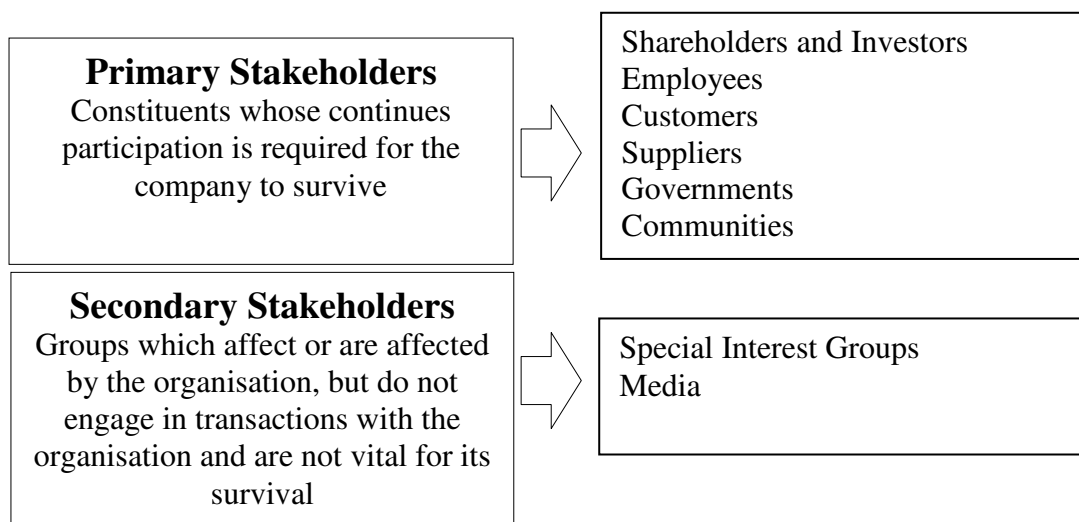 Primary Stakeholders
Constituents whose continues
participation is required for the
company to survive
Shareholders and Investors
Employees
Customers
Suppliers
Governments
Communities
Secondary Stakeholders
Groups which affect or are affected
by the organisation, but do not
engage in transactions with the
organisation and are not vital for its
survival
Special Interest Groups
Media